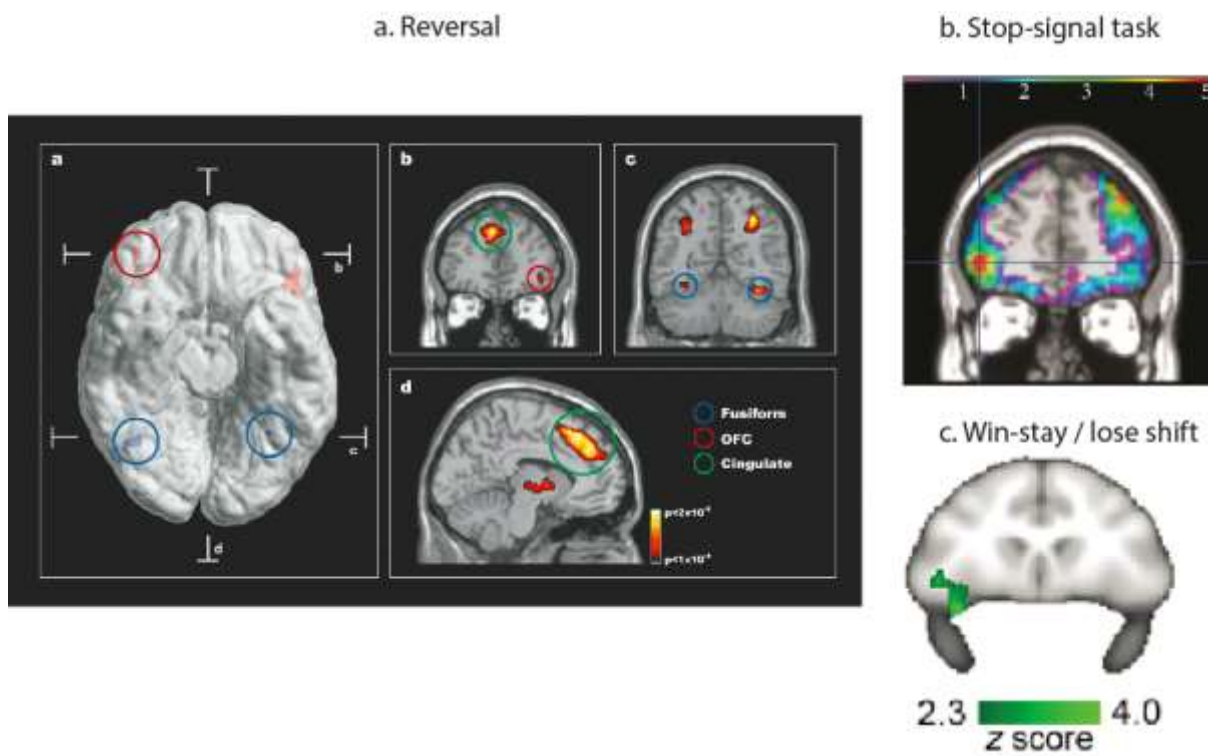 a. Reversal
a
b
c
b
c
d
d
Fusiform
OFC
Cingulate
b. Stop-signal task
1 2 3 4 5
c. Win-stay / lose shift
2.3 4.0
z score